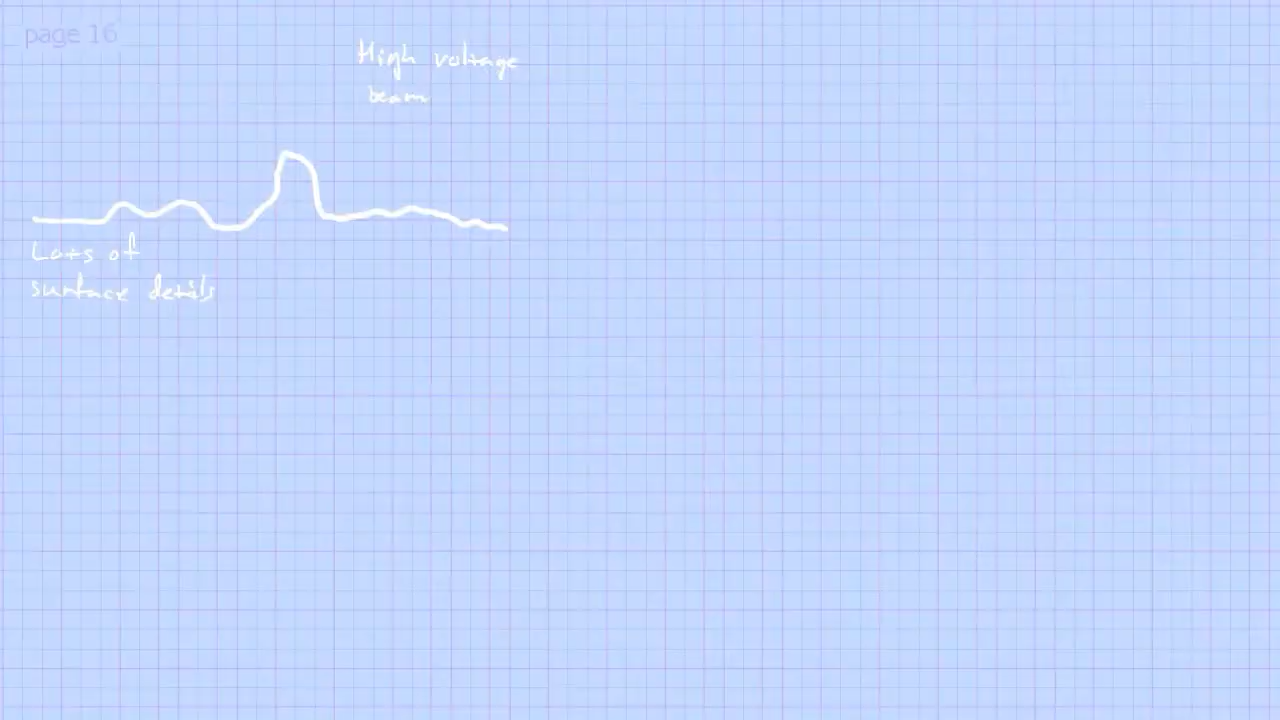 page 16
High voltage
beam
Lots of
surface details